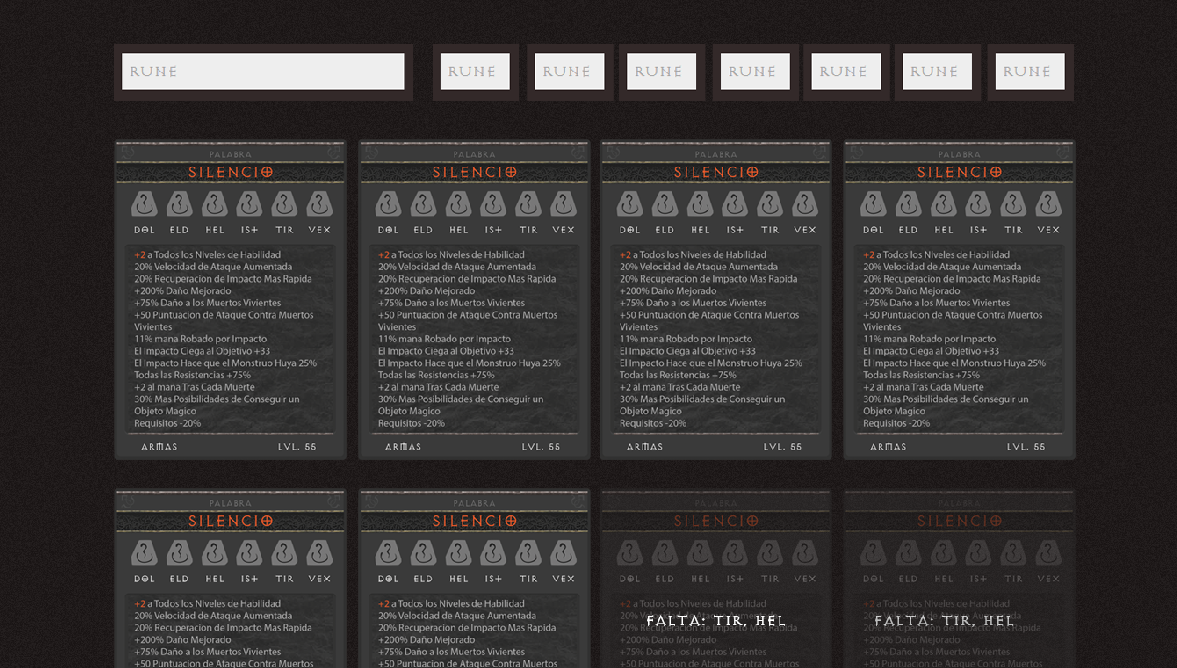 RUNE
RUNE
RUNE
RUNE
RUNE
RUNE
RUNE
RUNE
PALABRA
SILENCIO
DOL ELD HEL IST TIR VEX
+2 a Todos los Niveles de Habilidad
20% Velocidad de Ataque Aumentada
20% Recuperacion de Impacto Mas Rapida
+200% Daño Mejorado
+75% Daño a los Muertos Vivientes
+50 Puntuacion de Ataque Contra Muertos
Vivientes
11% mana Robado por Impacto
El Impacto Ciega al Objetivo +33
El Impacto Hace que el Monstruo Huya 25%
Todas las Resistencias +75%
+2 al mana Tras Cada Muerte
30% Mas Posibilidades de Conseguir un
Objeto Magico
Requisitos -20%
ARMAS LVL. 55
PALABRA
SILENCIO
DOL ELD HEL IST TIR VEX
+2 a Todos los Niveles de Habilidad
20% Velocidad de Ataque Aumentada
20% Recuperacion de Impacto Mas Rapida
+200% Daño Mejorado
+75% Daño a los Muertos Vivientes
+50 Puntuacion de Ataque Contra Muertos
Vivientes
11% mana Robado por Impacto
El Impacto Ciega al Objetivo +33
El Impacto Hace que el Monstruo Huya 25%
Todas las Resistencias +75%
+2 al mana Tras Cada Muerte
30% Mas Posibilidades de Conseguir un
Objeto Magico
Requisitos -20%
ARMAS LVL. 55
PALABRA
SILENCIO
DOL ELD HEL IST TIR VEX
+2 a Todos los Niveles de Habilidad
20% Velocidad de Ataque Aumentada
20% Recuperacion de Impacto Mas Rapida
+200% Daño Mejorado
+75% Daño a los Muertos Vivientes
+50 Puntuacion de Ataque Contra Muertos
Vivientes
11% mana Robado por Impacto
El Impacto Ciega al Objetivo +33
El Impacto Hace que el Monstruo Huya 25%
Todas las Resistencias +75%
+2 al mana Tras Cada Muerte
30% Mas Posibilidades de Conseguir un
Objeto Magico
Requisitos -20%
ARMAS LVL. 55
PALABRA
SILENCIO
DOL ELD HEL IST TIR VEX
+2 a Todos los Niveles de Habilidad
20% Velocidad de Ataque Aumentada
20% Recuperacion de Impacto Mas Rapida
+200% Daño Mejorado
+75% Daño a los Muertos Vivientes
+50 Puntuacion de Ataque Contra Muertos
Vivientes
11% mana Robado por Impacto
El Impacto Ciega al Objetivo +33
El Impacto Hace que el Monstruo Huya 25%
Todas las Resistencias +75%
+2 al mana Tras Cada Muerte
30% Mas Posibilidades de Conseguir un
Objeto Magico
Requisitos -20%
ARMAS LVL. 55
PALABRA
SILENCIO
DOL ELD HEL IST TIR VEX
+2 a Todos los Niveles de Habilidad
20% Velocidad de Ataque Aumentada
20% Recuperacion de Impacto Mas Rapida
+200% Daño Mejorado
+75% Daño a los Muertos Vivientes
+50 Puntuacion de Ataque Contra Muertos
PALABRA
SILENCIO
DOL ELD HEL IST TIR VEX
+2 a Todos los Niveles de Habilidad
20% Velocidad de Ataque Aumentada
20% Recuperacion de Impacto Mas Rapida
+200% Daño Mejorado
+75% Daño a los Muertos Vivientes
+50 Puntuacion de Ataque Contra Muertos
PALABRA
SILENCIO
DOL ELD HEL IST TIR VEX
+2 a Todos los Niveles de Habilidad
20% Velocidad de Ataque Aumentada
FALTA: TIR, HEL
20% Recuperacion de Impacto Mas Rapida
+200% Daño Mejorado
+75% Daño a los Muertos Vivientes
+50 Puntuacion de Ataque Contra Muertos
PALABRA
SILENCIO
DOL ELD HEL IST TIR VEX
+2 a Todos los Niveles de Habilidad
20% Velocidad de Ataque Aumentada
FALTA: TIR, HEL
20% Recuperacion de Impacto Mas Rapida
+200% Daño Mejorado
+75% Daño a los Muertos Vivientes
+50 Puntuacion de Ataque Contra Muertos